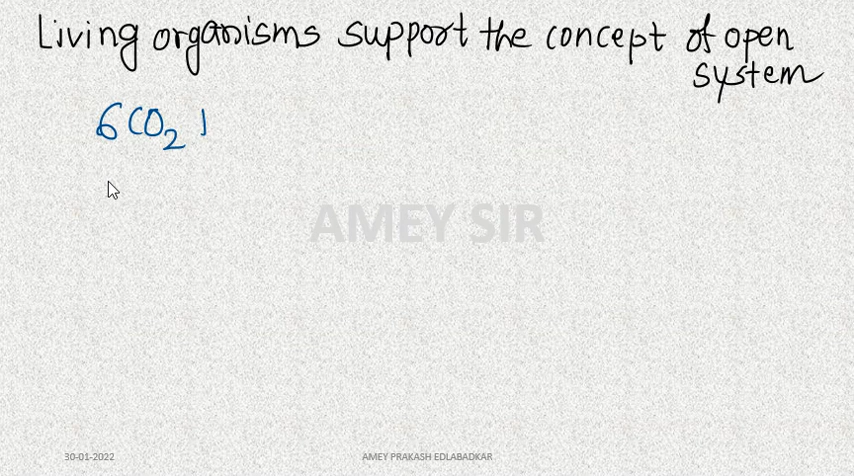 Living organisms support the concept of open
system
6CO2
AMEY SIR
30-01-2022
AMEY PRAKASH EDLABADKAR